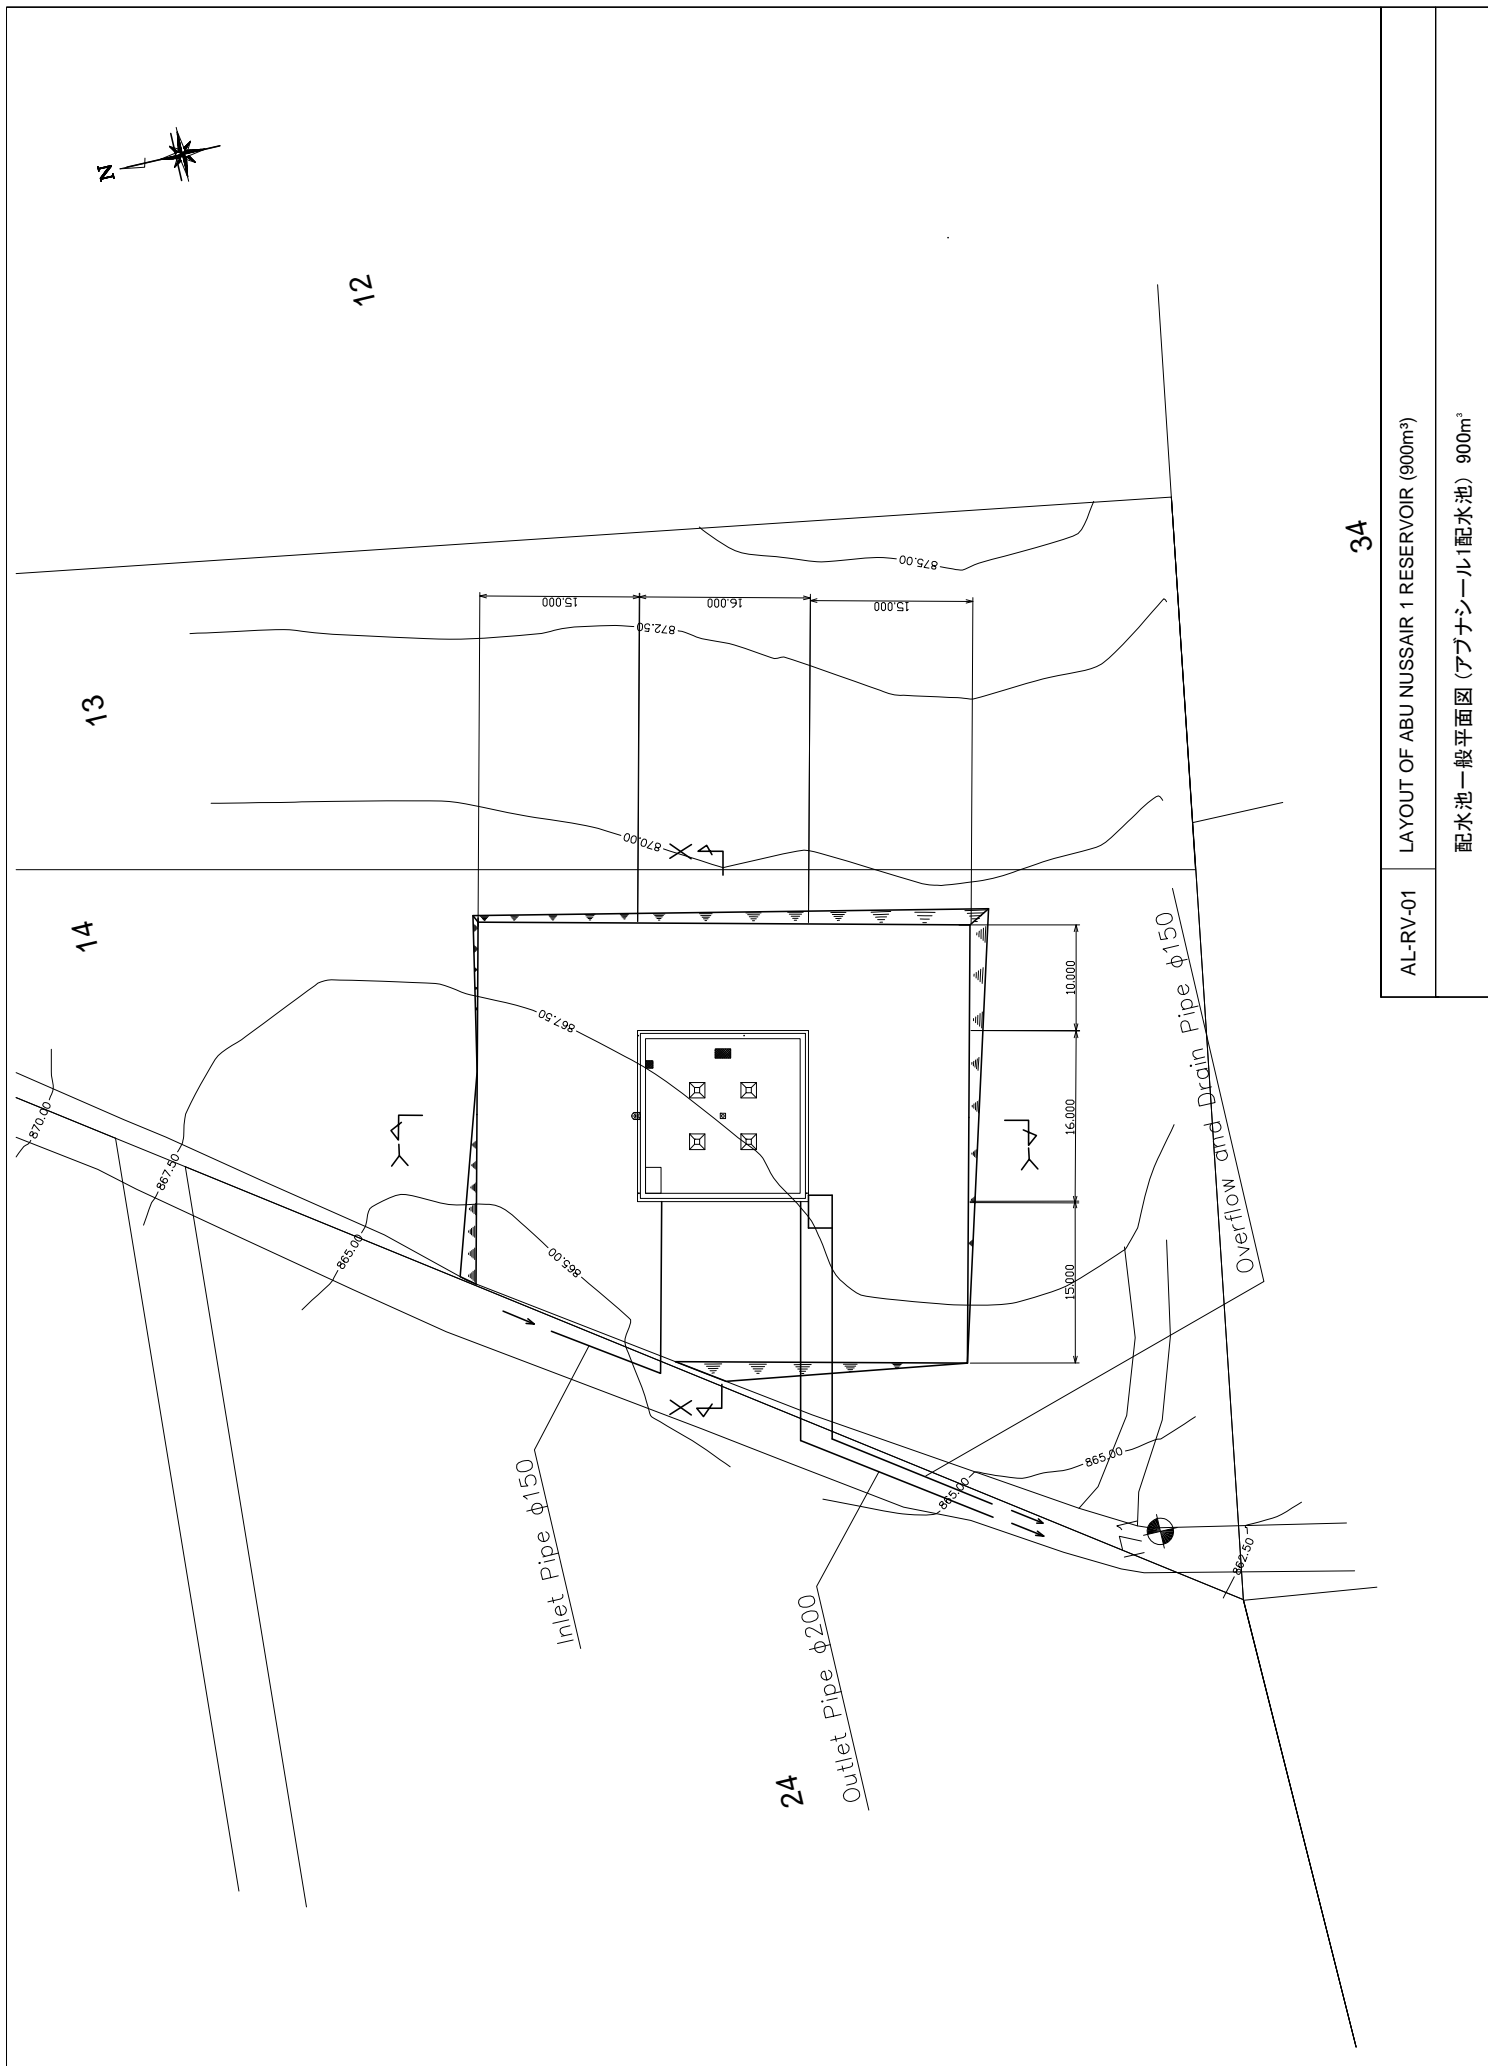 N
12
13
14
34
24
875.00
872.50
870.00
867.50
870.00
867.50
865.00
865.00
865.00
865.00
862.50
15.000
16.000
15.000
10.000
16.000
15.000
X
X
Y
Y
17
Inlet Pipe φ150
Outlet Pipe φ200
Overflow and Drain Pipe φ150
AL-RV-01
LAYOUT OF ABU NUSSAIR 1 RESERVOIR (900m³)
配水池一般平面図(アブナシール1配水池) 900m³